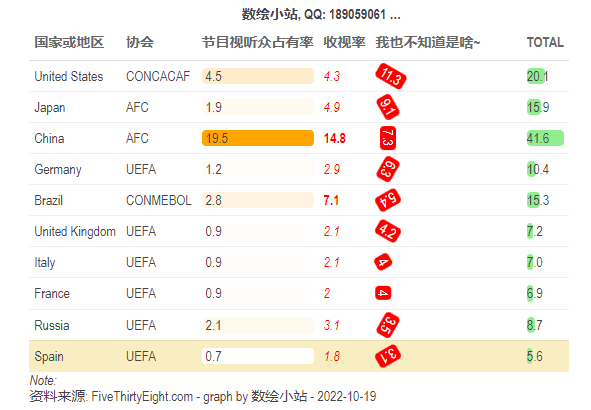 数绘小站, QQ: 189059061 ...
国家或地区 协会 节目视听众占有率 收视率 我也不知道是啥~ TOTAL
United States CONCACAF 4.5 4.3 11.3 20.1
Japan AFC 1.9 4.9 9.1 15.9
China AFC 19.5 14.8 7.3 41.6
Germany UEFA 1.2 2.9 6.3 10.4
Brazil CONMEBOL 2.8 7.1 5.4 15.3
United Kingdom UEFA 0.9 2.1 4.2 7.2
Italy UEFA 0.9 2.1 4 7.0
France UEFA 0.9 2 4 6.9
Russia UEFA 2.1 3.1 3.5 8.7
Spain UEFA 0.7 1.8 3.1 5.6
Note:
资料来源: FiveThirtyEight.com - graph by 数绘小站 - 2022-10-19